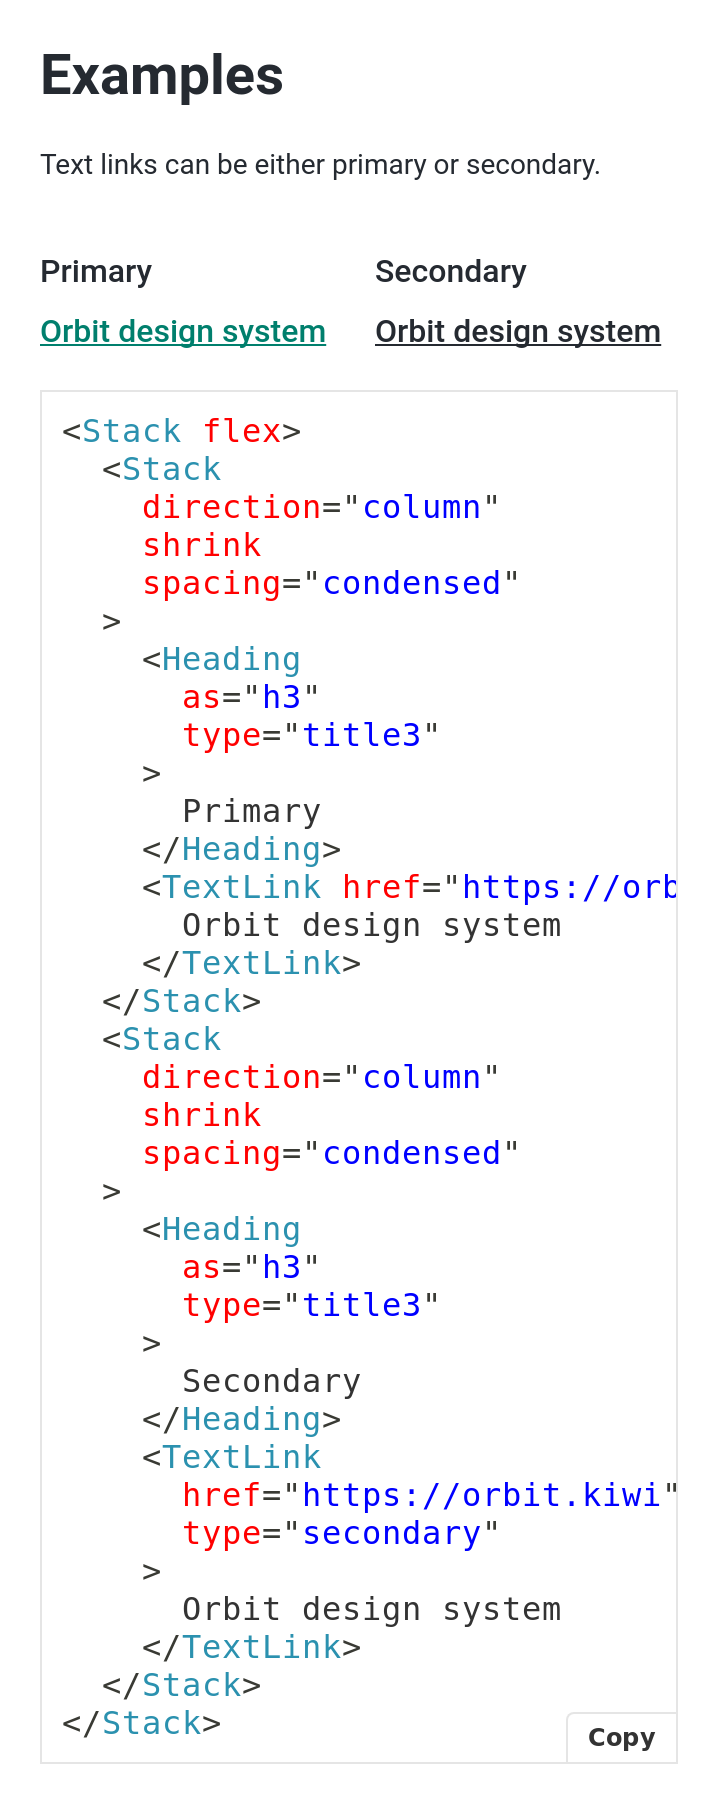 Examples
Text links can be either primary or secondary.
Primary
Orbit design system
Secondary
Orbit design system
<Stack flex>
  <Stack
    direction="column"
    shrink
    spacing="condensed"
  >
    <Heading
      as="h3"
      type="title3"
    >
      Primary
    </Heading>
    <TextLink href="https://orb
      Orbit design system
    </TextLink>
  </Stack>
  <Stack
    direction="column"
    shrink
    spacing="condensed"
  >
    <Heading
      as="h3"
      type="title3"
    >
      Secondary
    </Heading>
    <TextLink
      href="https://orbit.kiwi"
      type="secondary"
    >
      Orbit design system
    </TextLink>
  </Stack>
</Stack>
Copy